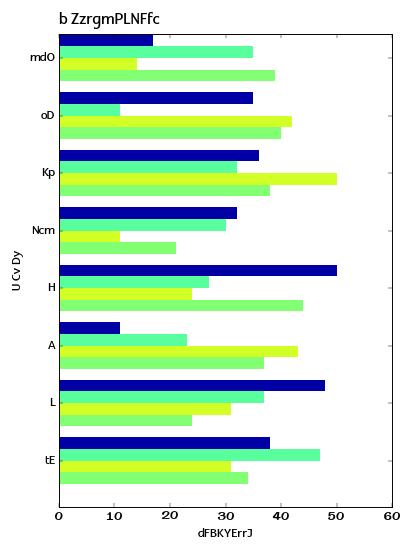 b ZzrgmPLNFfc
mdO
oD
Kp
Ncm
H
A
L
tE
U Cv Dy
0 10 20 30 40 50 60
dFBKYErrJ